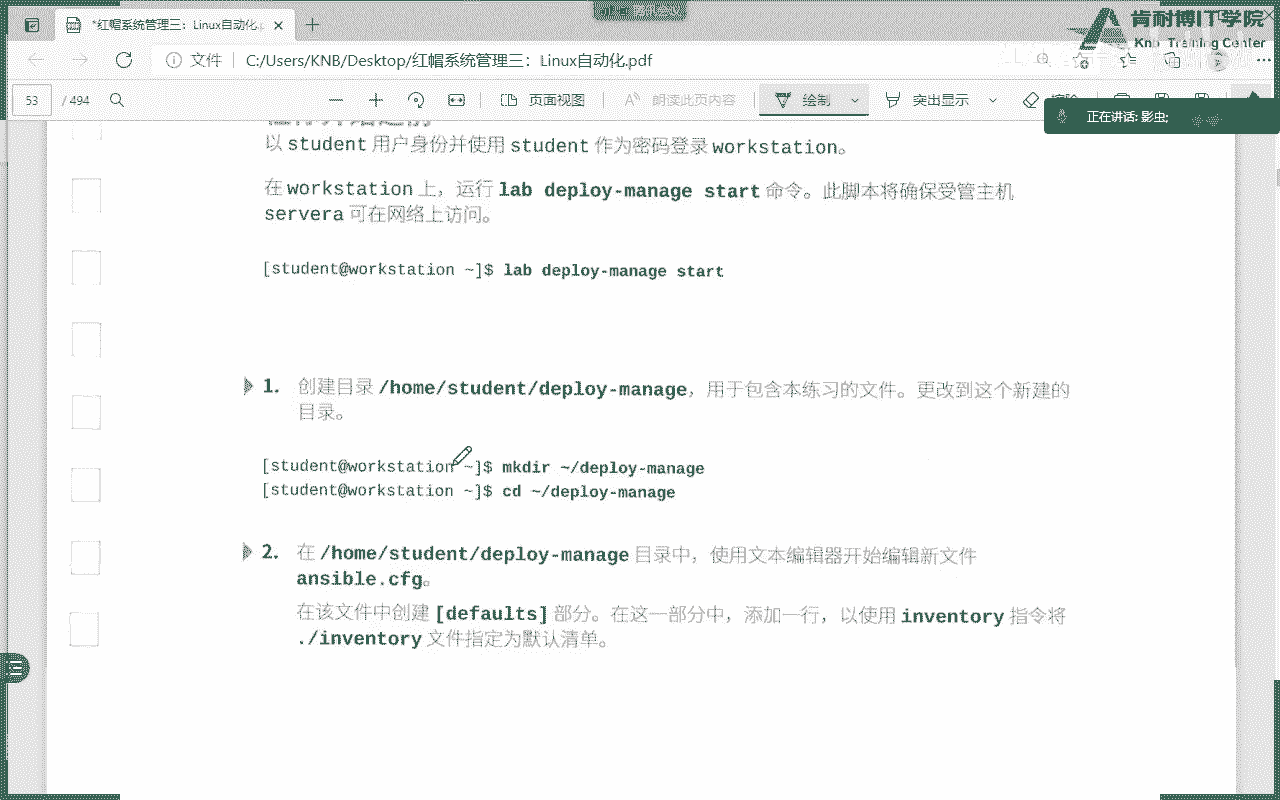 *红帽系统管理三：Linux自动化.
肯耐博IT学院
Knb Training Center
文件
C:/Users/KNB/Desktop/红帽系统管理三：Linux自动化.pdf
53 / 494
页面视图
朗读此页内容
绘制
突出显示
正在讲话: 影虫;
以 student 用户身份并使用 student 作为密码登录 workstation。
在 workstation 上，运行 lab deploy-manage start 命令。此脚本将确保受管主机
servera 可在网络上访问。
[student@workstation ~]$ lab deploy-manage start
1. 创建目录 /home/student/deploy-manage，用于包含本练习的文件。更改到这个新建的
目录。
[student@workstation ~]$ mkdir ~/deploy-manage
[student@workstation ~]$ cd ~/deploy-manage
2. 在 /home/student/deploy-manage 目录中，使用文本编辑器开始编辑新文件
ansible.cfg。
在该文件中创建 [defaults] 部分。在这一部分中，添加一行，以使用 inventory 指令将
./inventory 文件指定为默认清单。